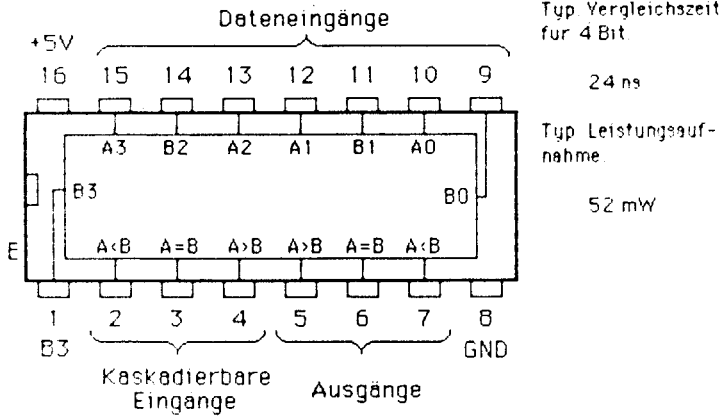 Dateneingänge
+5V
16 15 14 13 12 11 10 9
A3 B2 A2 A1 B1 A0
B3 B0
E
A<B A=B A>B A>B A=B A<B
1 2 3 4 5 6 7 8
B3 GND
Kaskadierbare
Eingänge
Ausgänge
Typ. Vergleichszeit
für 4 Bit.
24 ns
Typ. Leistungsauf-
nahme.
52 mW